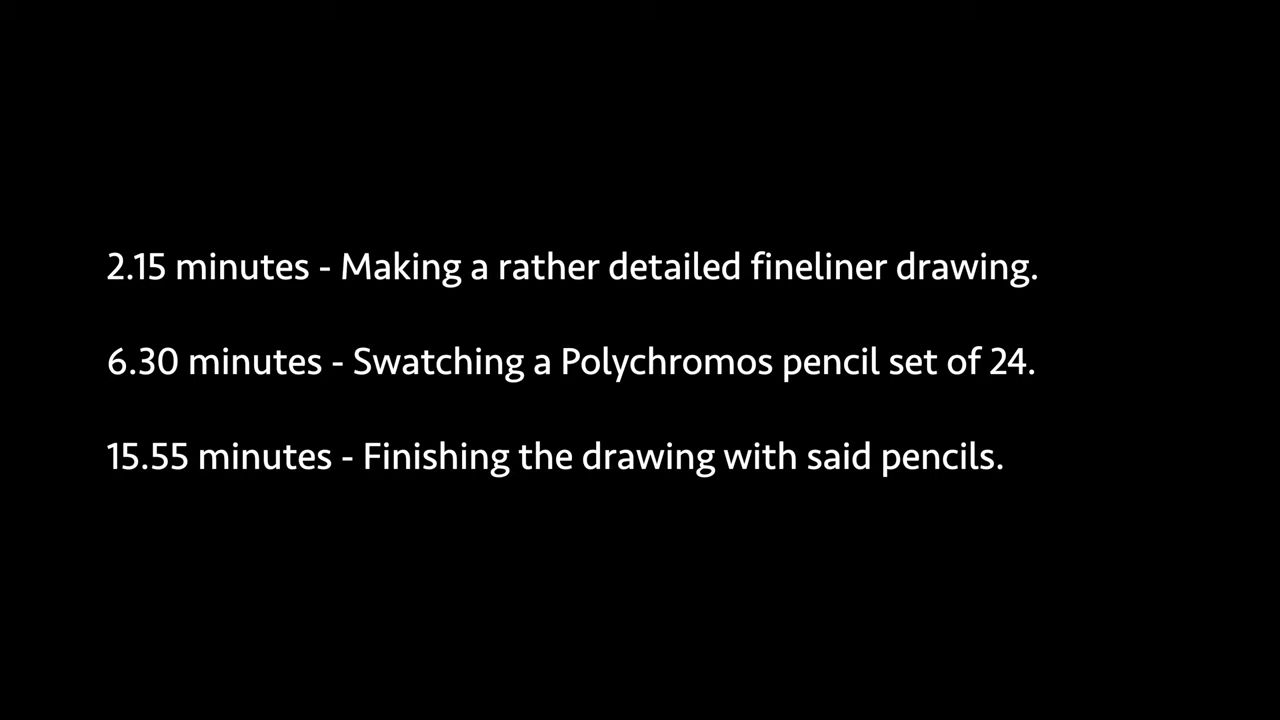 2.15 minutes - Making a rather detailed fineliner drawing.
6.30 minutes - Swatching a Polychromos pencil set of 24.
15.55 minutes - Finishing the drawing with said pencils.